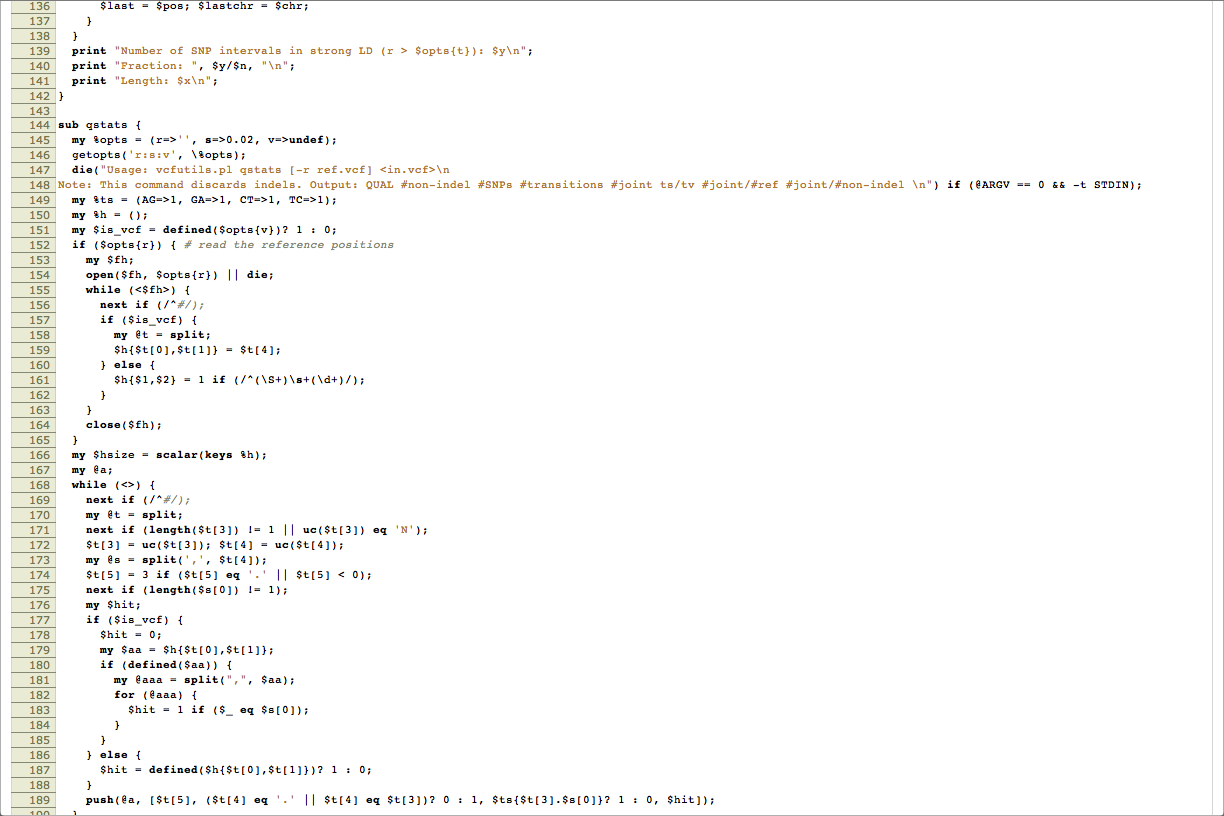 136 $last = $pos; $lastchr = $chr;
137 }
138 }
139 print "Number of SNP intervals in strong LD (r > $opts{t}): $y\n";
140 print "Fraction: ", $y/$n, "\n";
141 print "Length: $x\n";
142 }
143
144 sub qstats {
145 my %opts = (r=>'', s=>0.02, v=>undef);
146 getopts('r:s:v', \%opts);
147 die("Usage: vcfutils.pl qstats [-r ref.vcf] <in.vcf>\n
148 Note: This command discards indels. Output: QUAL #non-indel #SNPs #transitions #joint ts/tv #joint/#ref #joint/#non-indel \n") if (@ARGV == 0 && -t STDIN);
149 my %ts = (AG=>1, GA=>1, CT=>1, TC=>1);
150 my %h = ();
151 my $is_vcf = defined($opts{v})? 1 : 0;
152 if ($opts{r}) { # read the reference positions
153 my $fh;
154 open($fh, $opts{r}) || die;
155 while (<$fh>) {
156 next if (/^#/);
157 if ($is_vcf) {
158 my @t = split;
159 $h{$t[0],$t[1]} = $t[4];
160 } else {
161 $h{$1,$2} = 1 if (/^(\S+)\s+(\d+)/);
162 }
163 }
164 close($fh);
165 }
166 my $hsize = scalar(keys %h);
167 my @a;
168 while (<>) {
169 next if (/^#/);
170 my @t = split;
171 next if (length($t[3]) != 1 || uc($t[3]) eq 'N');
172 $t[3] = uc($t[3]); $t[4] = uc($t[4]);
173 my @s = split(',', $t[4]);
174 $t[5] = 3 if ($t[5] eq '.' || $t[5] < 0);
175 next if (length($s[0]) != 1);
176 my $hit;
177 if ($is_vcf) {
178 $hit = 0;
179 my $aa = $h{$t[0],$t[1]};
180 if (defined($aa)) {
181 my @aaa = split(",", $aa);
182 for (@aaa) {
183 $hit = 1 if ($_ eq $s[0]);
184 }
185 }
186 } else {
187 $hit = defined($h{$t[0],$t[1]})? 1 : 0;
188 }
189 push(@a, [$t[5], ($t[4] eq '.' || $t[4] eq $t[3])? 0 : 1, $ts{$t[3].$s[0]}? 1 : 0, $hit]);
190 }